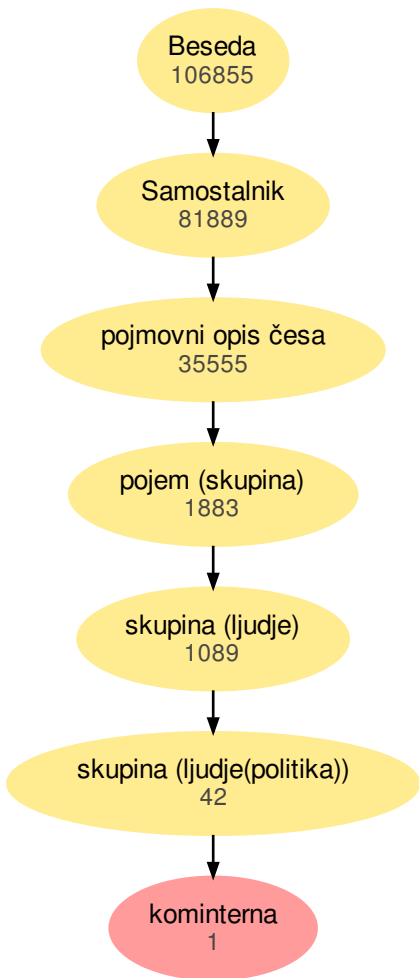 Beseda
106855
Samostalnik
81889
pojmovni opis česa
35555
pojem (skupina)
1883
skupina (ljudje)
1089
skupina (ljudje(politika))
42
kominterna
1